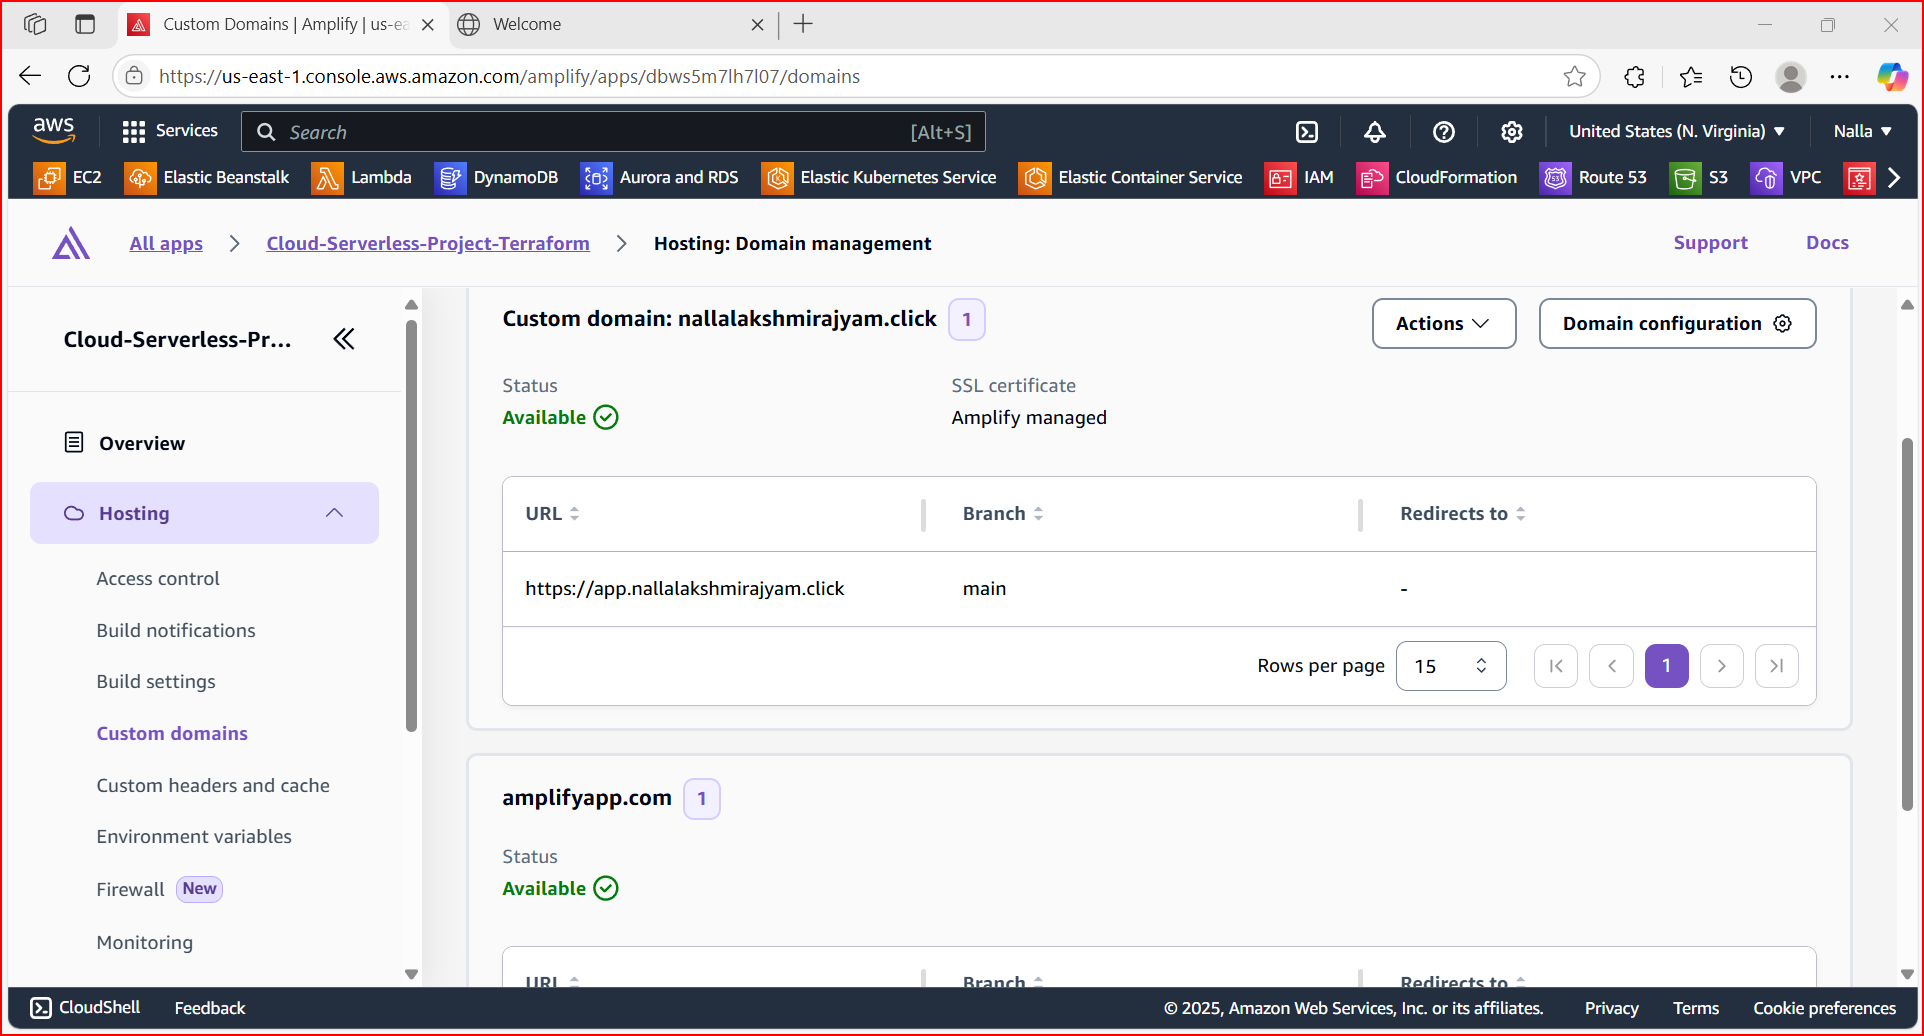 Custom Domains | Amplify | us-ea
Welcome
https://us-east-1.console.aws.amazon.com/amplify/apps/dbws5m7lh7l07/domains
aws
Services
Search
[Alt+S]
United States (N. Virginia)
Nalla
EC2
Elastic Beanstalk
Lambda
DynamoDB
Aurora and RDS
Elastic Kubernetes Service
Elastic Container Service
IAM
CloudFormation
Route 53
S3
VPC
All apps > Cloud-Serverless-Project-Terraform > Hosting: Domain management
Support
Docs
Cloud-Serverless-Pr...
Overview
Hosting
Access control
Build notifications
Build settings
Custom domains
Custom headers and cache
Environment variables
Firewall New
Monitoring
Custom domain: nallalakshmirajyam.click 1
Actions
Domain configuration
Status
SSL certificate
Available
Amplify managed
URL
Branch
Redirects to
https://app.nallalakshmirajyam.click
main
-
Rows per page 15
1
amplifyapp.com 1
Status
Available
URL
Branch
Redirects to
CloudShell
Feedback
© 2025, Amazon Web Services, Inc. or its affiliates.
Privacy
Terms
Cookie preferences